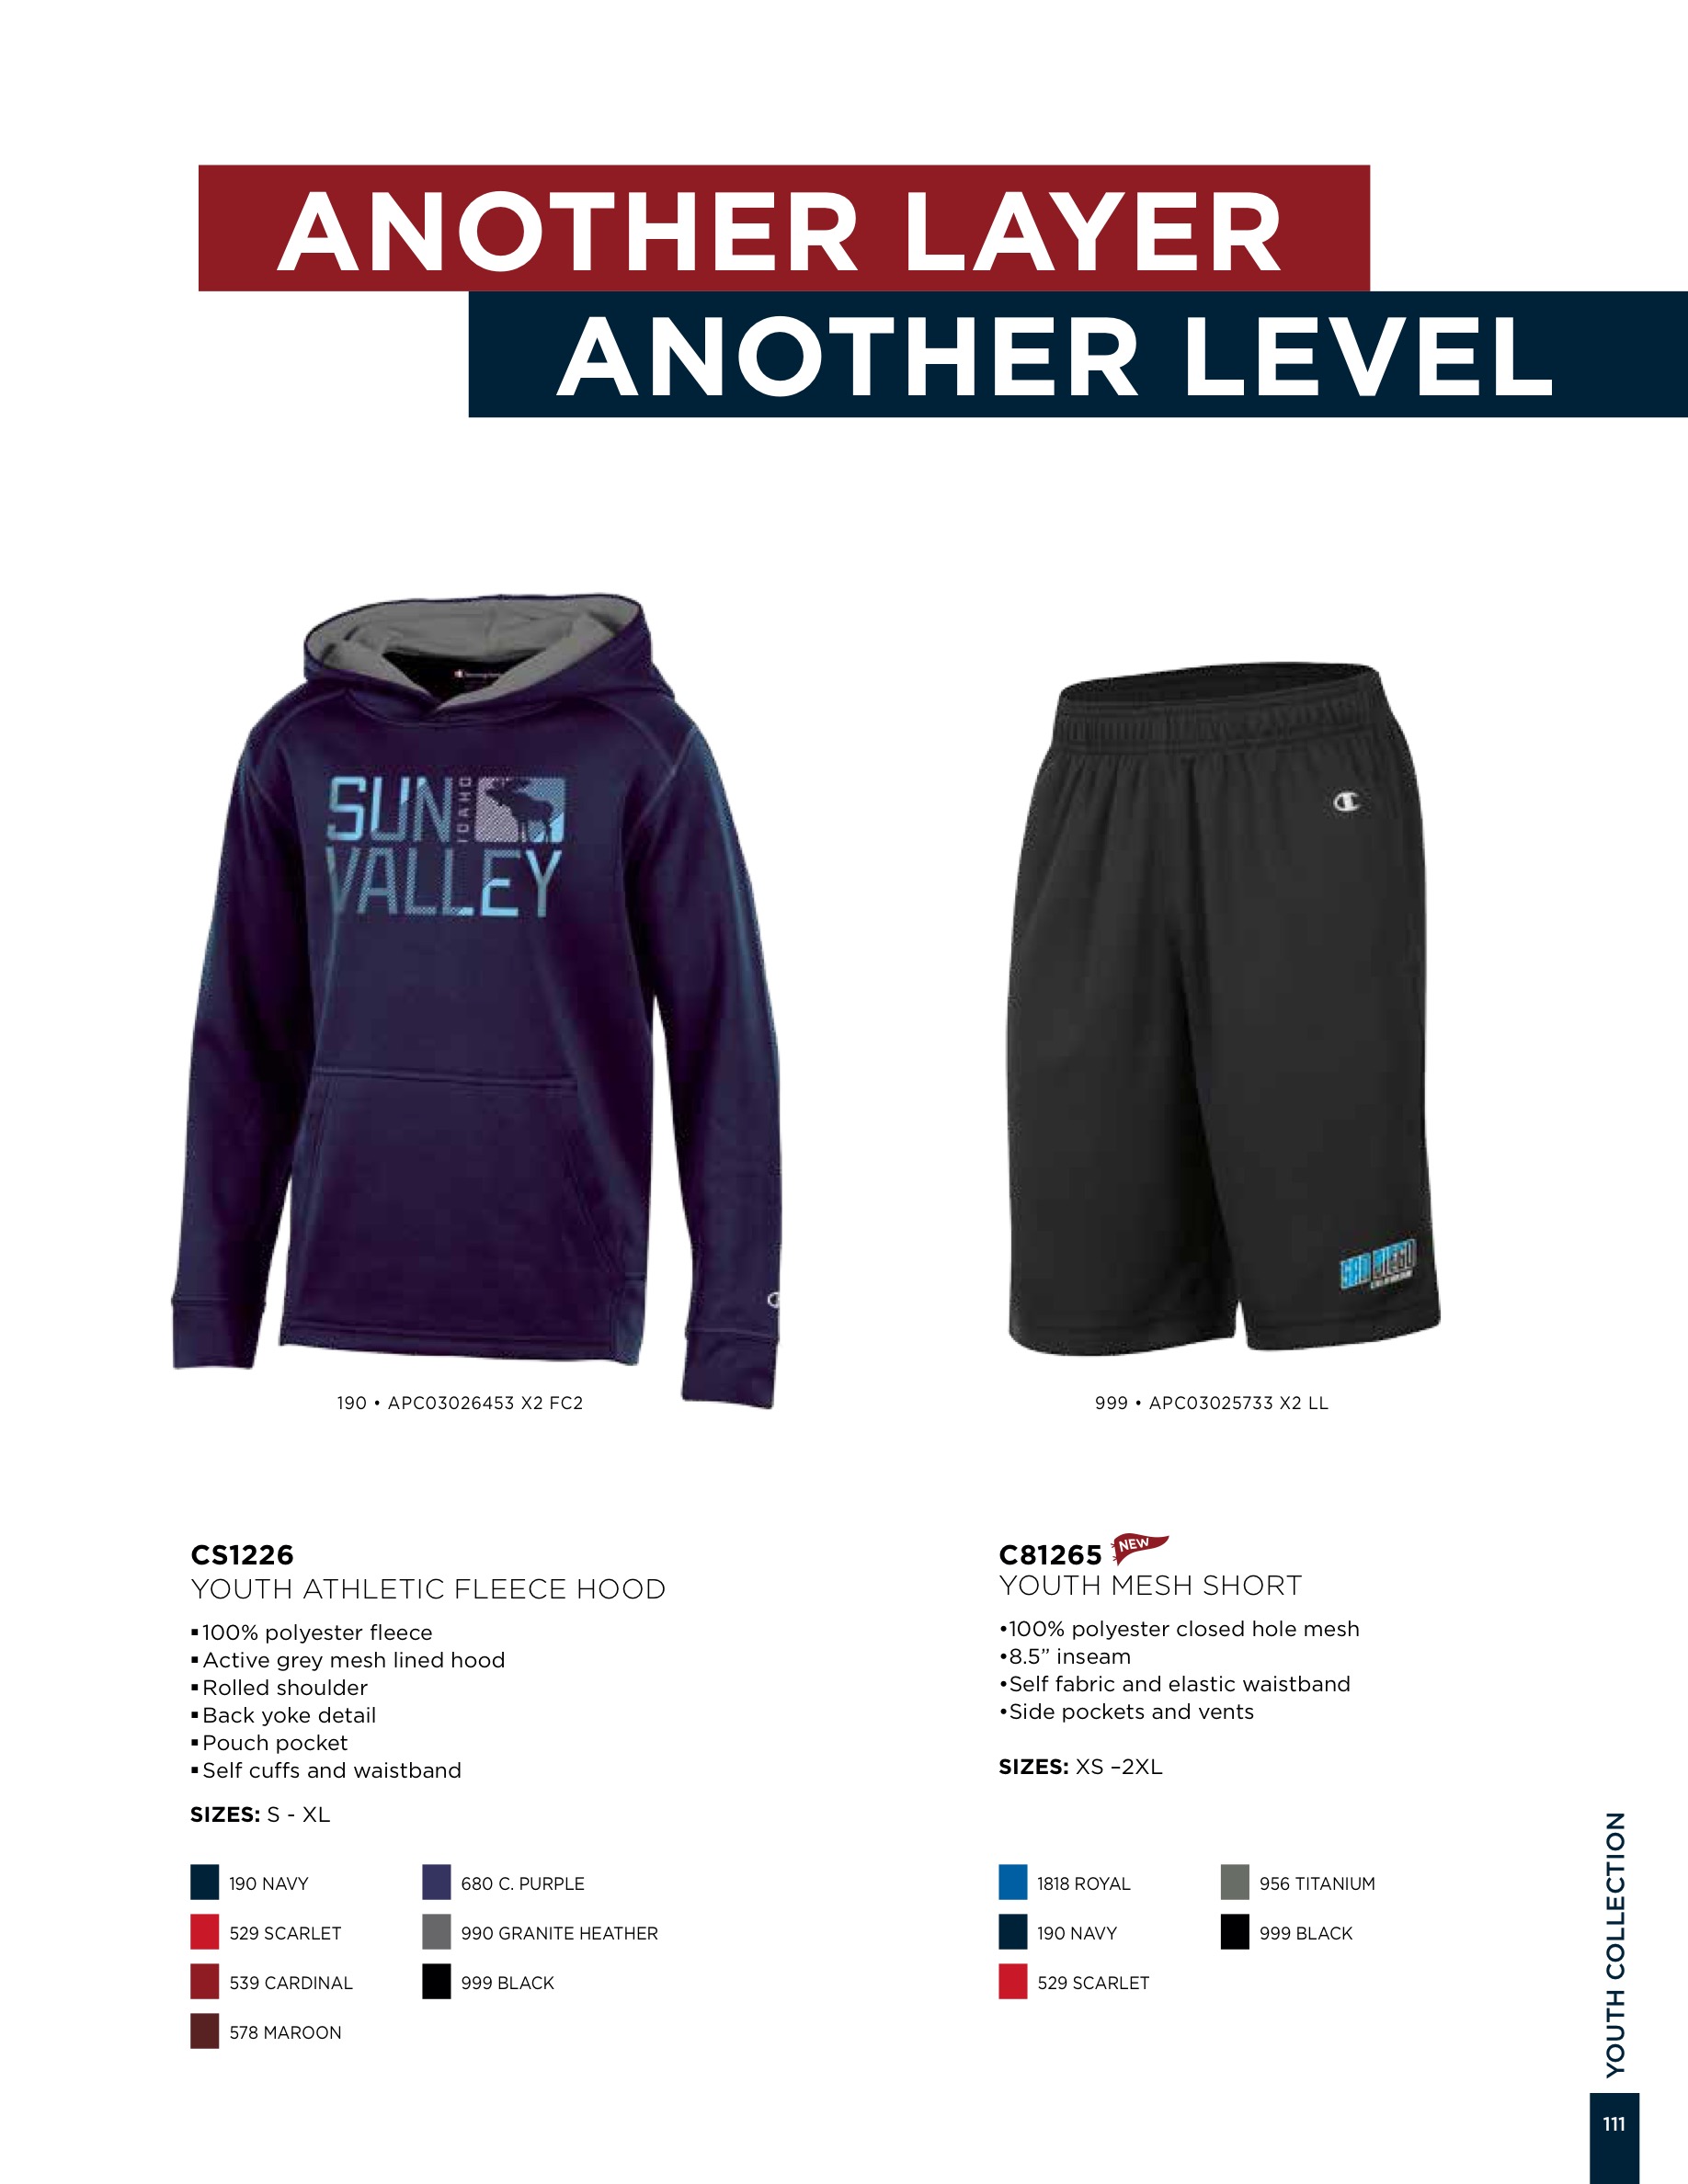 ANOTHER LAYER
ANOTHER LEVEL
SUN IDAHO
VALLEY
SAN DIEGO
190 • APC03026453 X2 FC2
999 • APC03025733 X2 LL
CS1226
YOUTH ATHLETIC FLEECE HOOD
▪100% polyester fleece
▪Active grey mesh lined hood
▪Rolled shoulder
▪Back yoke detail
▪Pouch pocket
▪Self cuffs and waistband
SIZES: S - XL
190 NAVY
529 SCARLET
539 CARDINAL
578 MAROON
680 C. PURPLE
990 GRANITE HEATHER
999 BLACK
C81265 NEW
YOUTH MESH SHORT
•100% polyester closed hole mesh
•8.5” inseam
•Self fabric and elastic waistband
•Side pockets and vents
SIZES: XS –2XL
1818 ROYAL
190 NAVY
529 SCARLET
956 TITANIUM
999 BLACK
YOUTH COLLECTION
111